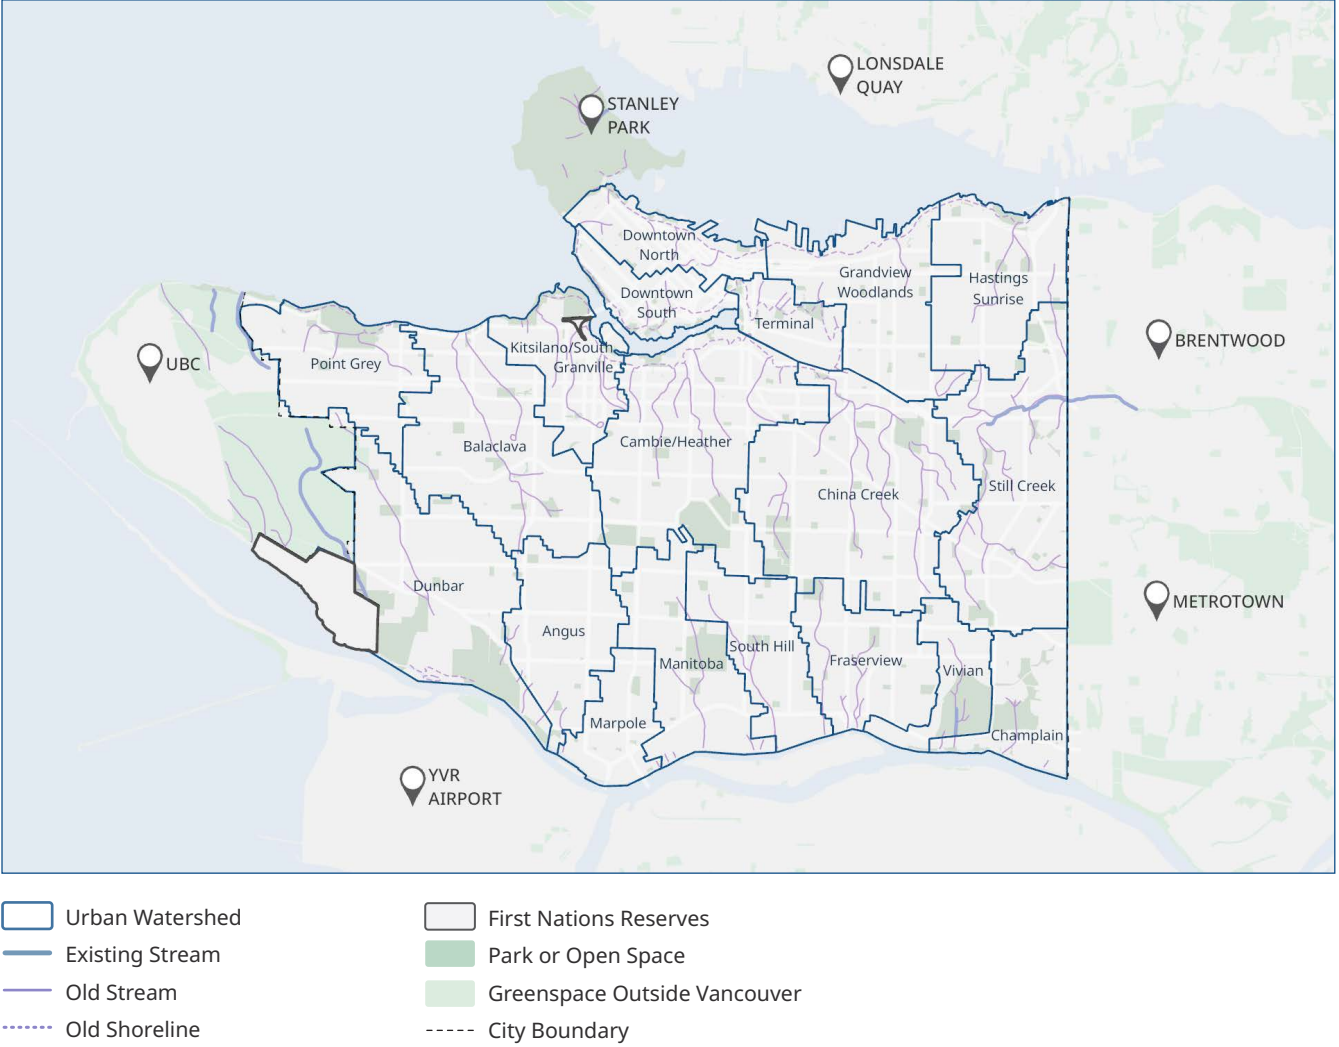 LONSDALE
QUAY
STANLEY
PARK
Downtown
North
Grandview
Woodlands
Hastings
Sunrise
Downtown
South
Terminal
BRENTWOOD
Kitsilano/South
Granville
Point Grey
UBC
Balaclava
Cambie/Heather
China Creek
Still Creek
Dunbar
METROTOWN
Angus
South Hill
Manitoba
Fraserview
Vivian
Marpole
Champlain
YVR
AIRPORT
Urban Watershed
Existing Stream
Old Stream
Old Shoreline
First Nations Reserves
Park or Open Space
Greenspace Outside Vancouver
City Boundary